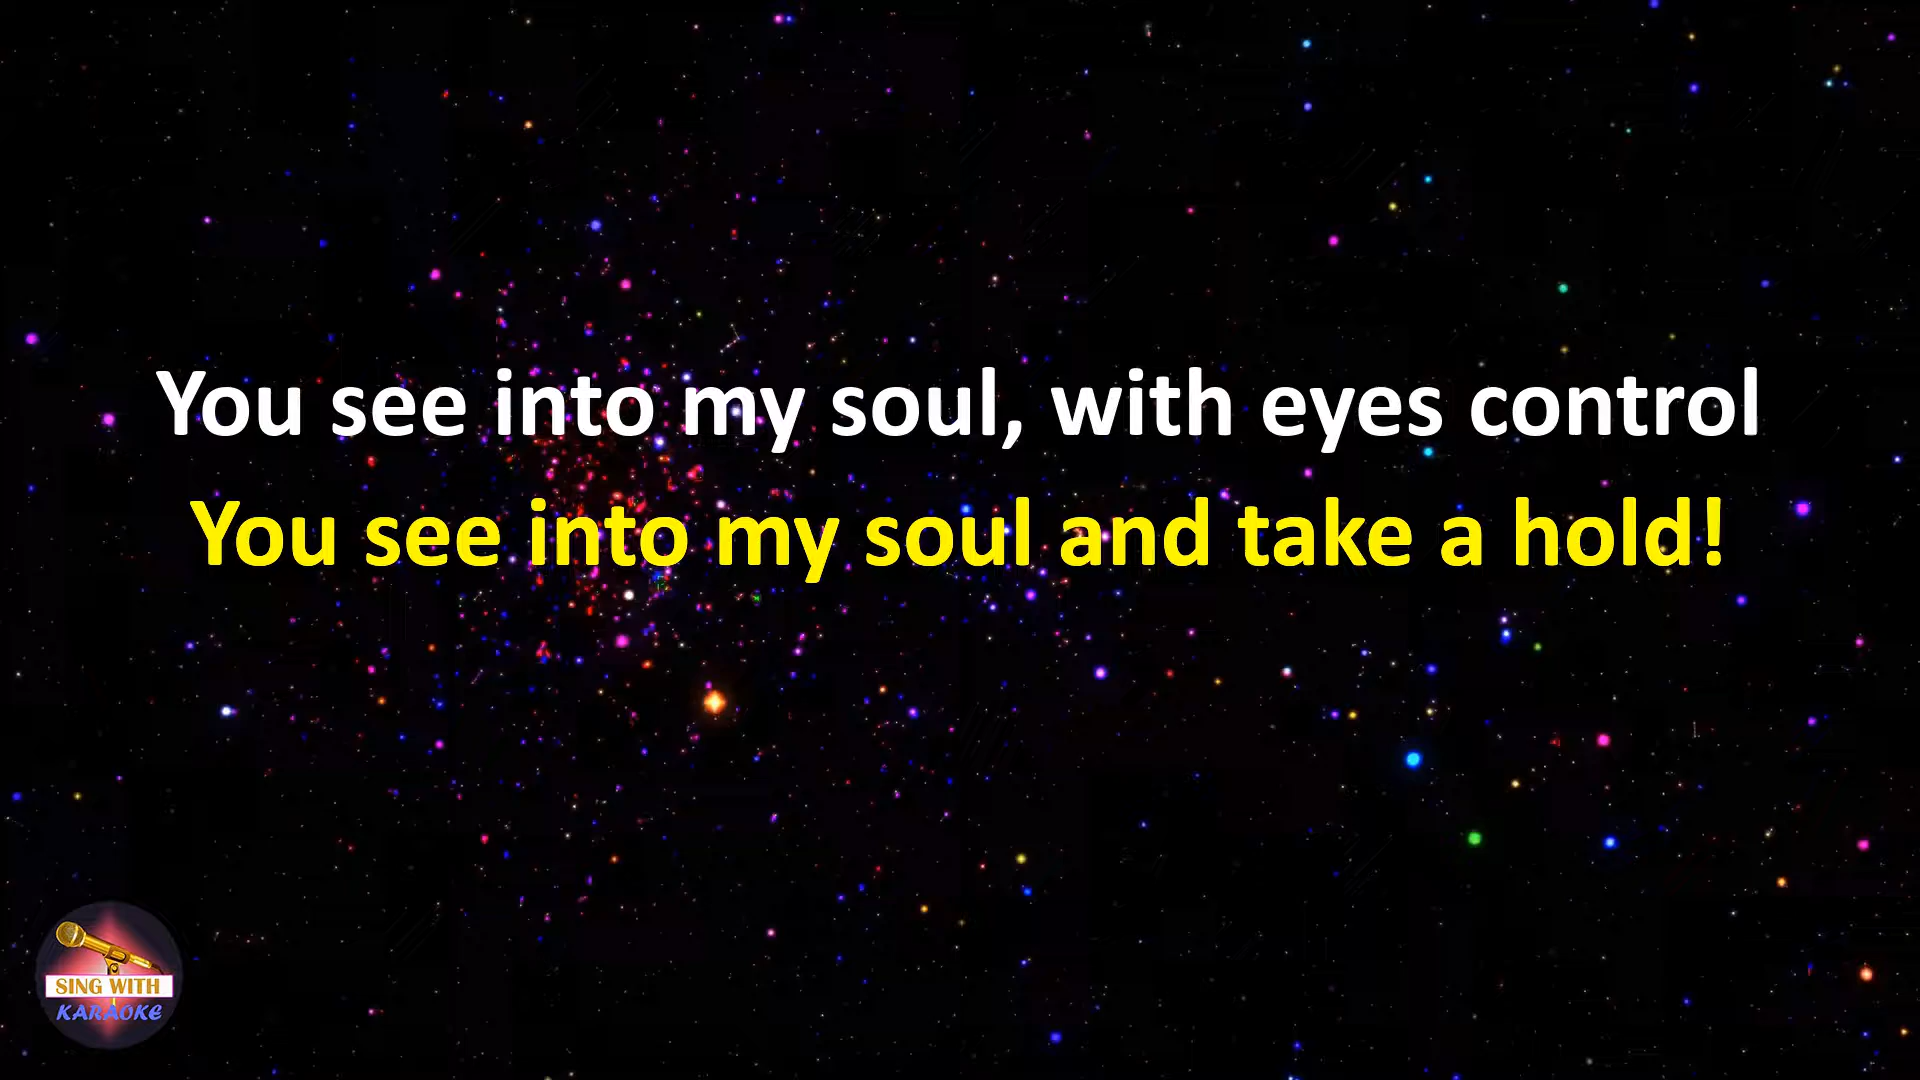 You see into my soul, with eyes control
You see into my soul and take a hold!
SING WITH
KARAOKE